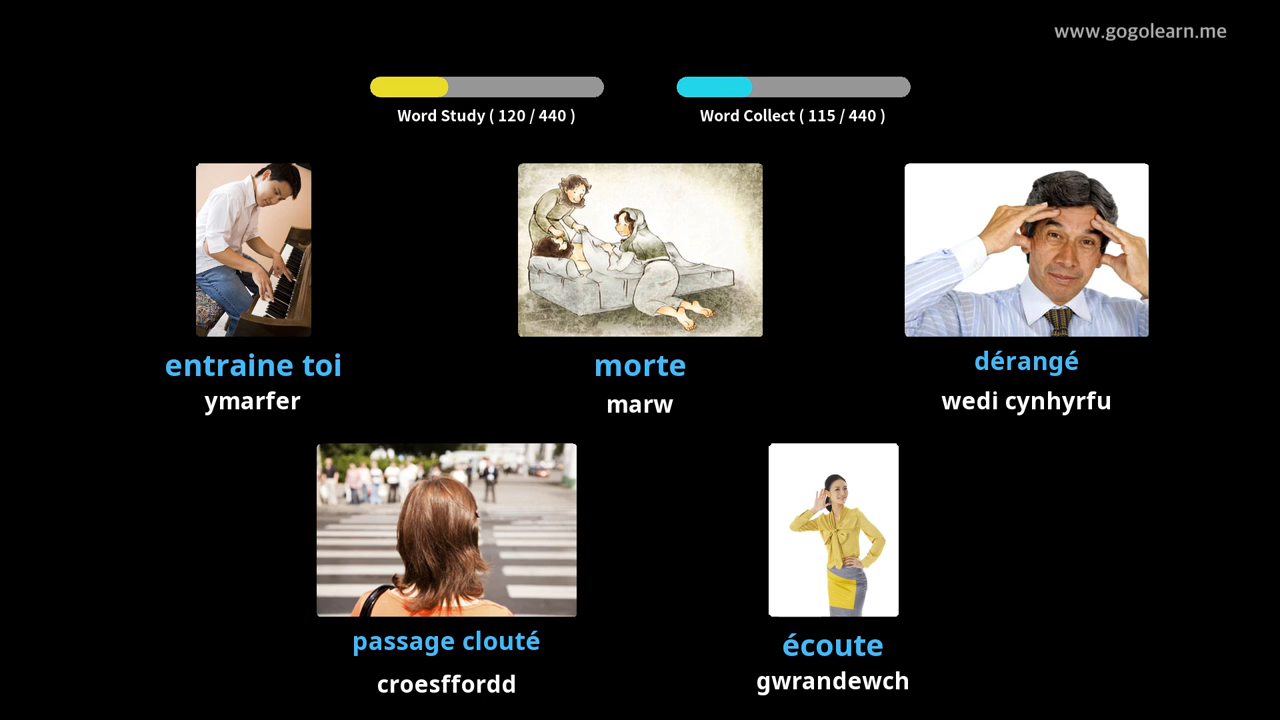 www.gogolearn.me
Word Study ( 120 / 440 )
Word Collect ( 115 / 440 )
entraine toi
ymarfer
morte
marw
dérangé
wedi cynhyrfu
passage clouté
croesffordd
écoute
gwrandewch